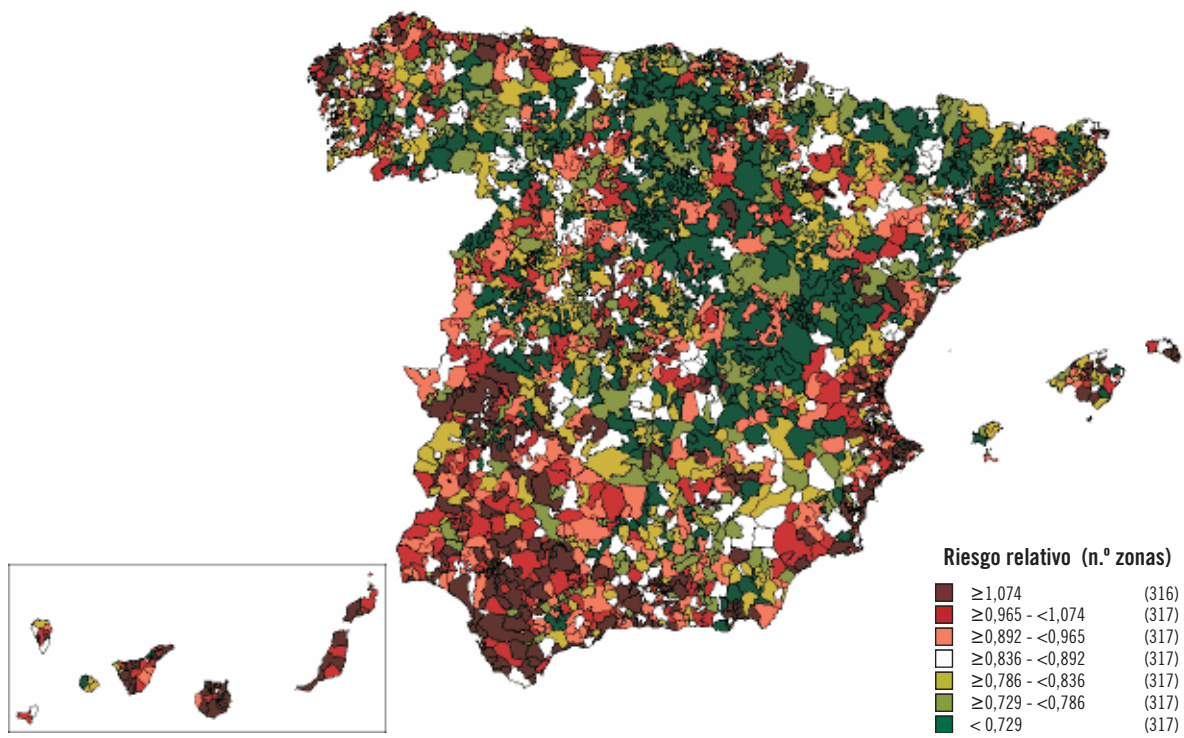 Riesgo relativo (n.º zonas)
≥1,074 (316)
≥0,965 - <1,074 (317)
≥0,892 - <0,965 (317)
≥0,836 - <0,892 (317)
≥0,786 - <0,836 (317)
≥0,729 - <0,786 (317)
< 0,729 (317)